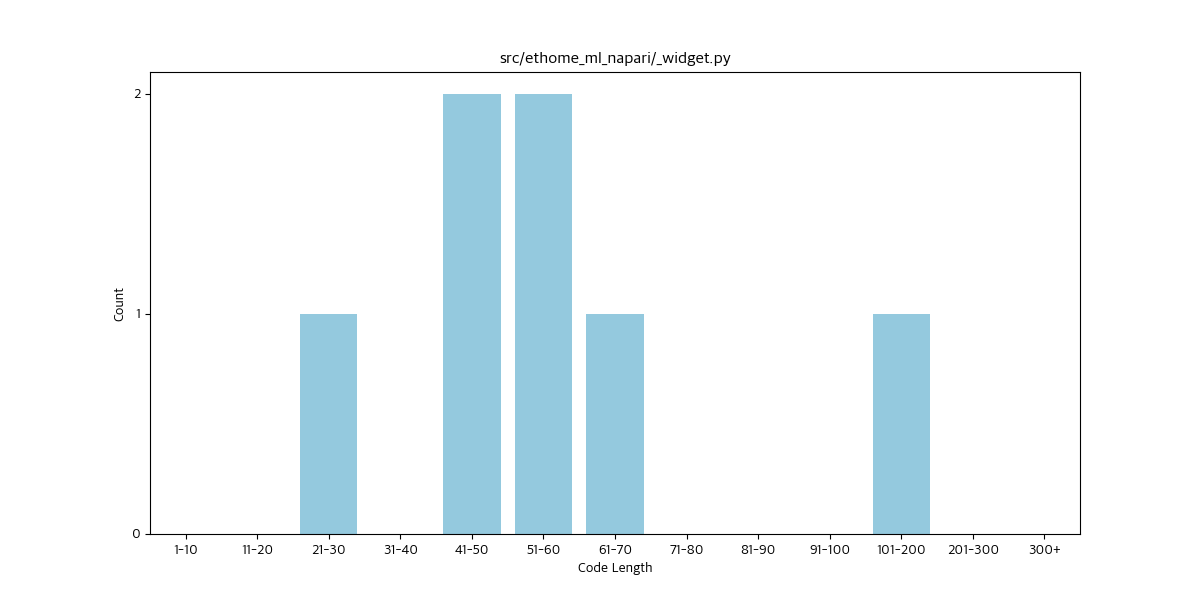 src/ethome_ml_napari/_widget.py
2
1
0
Count
1-10 11-20 21-30 31-40 41-50 51-60 61-70 71-80 81-90 91-100 101-200 201-300 300+
Code Length